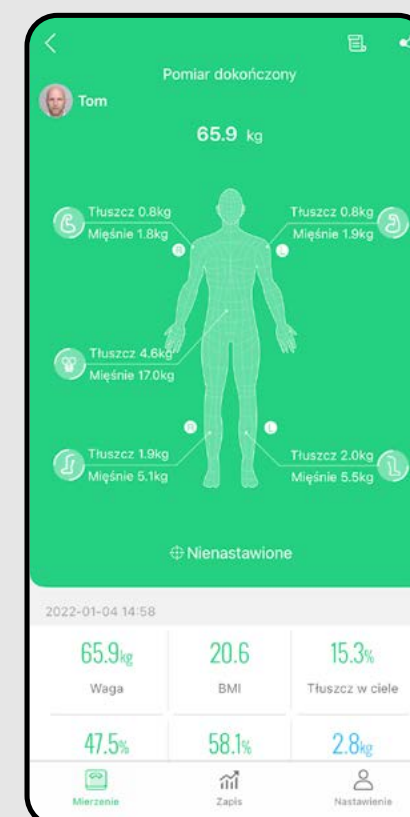 Pomiar dokończony
Tom
65.9 kg
Tłuszcz 0.8kg
Mięśnie 1.8kg
Tłuszcz 0.8kg
Mięśnie 1.9kg
R
L
Tłuszcz 4.6kg
Mięśnie 17.0kg
R
L
Tłuszcz 1.9kg
Mięśnie 5.1kg
Tłuszcz 2.0kg
Mięśnie 5.5kg
Nienastawione
2022-01-04 14:58
65.9kg 20.6 15.3%
Waga BMI Tłuszcz w ciele
47.5% 58.1% 2.8kg
Mierzenie Zapis Nastawienie